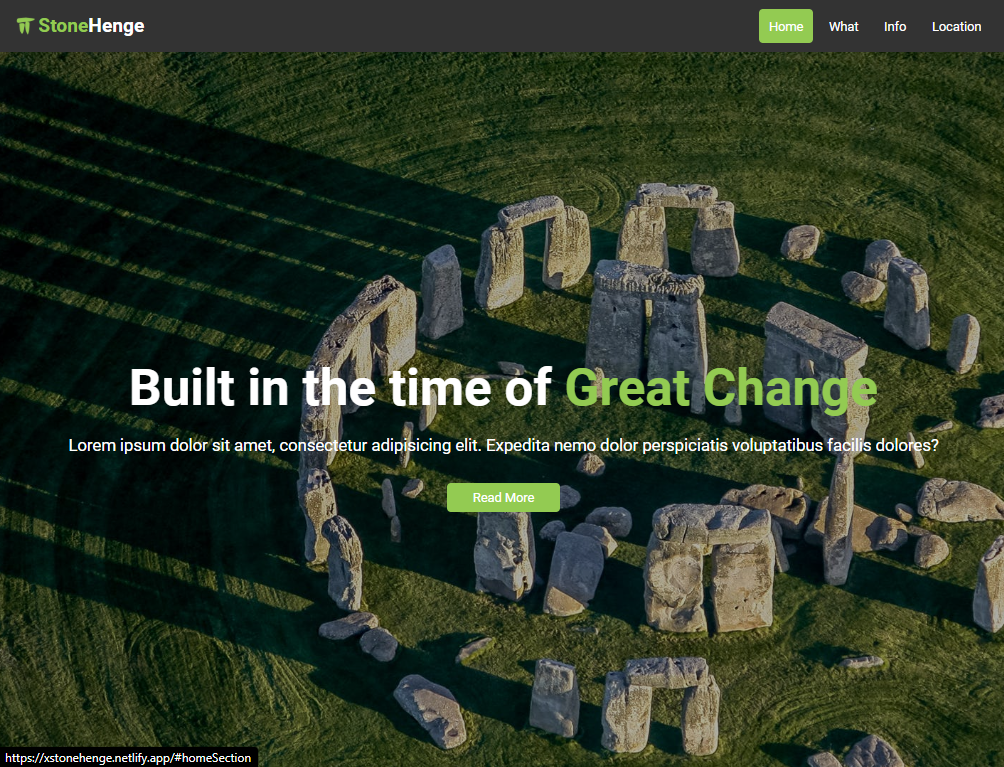 StoneHenge
Home What Info Location
Built in the time of Great Change
Lorem ipsum dolor sit amet, consectetur adipisicing elit. Expedita nemo dolor perspiciatis voluptatibus facilis dolores?
Read More
https://xstonehenge.netlify.app/#homeSection